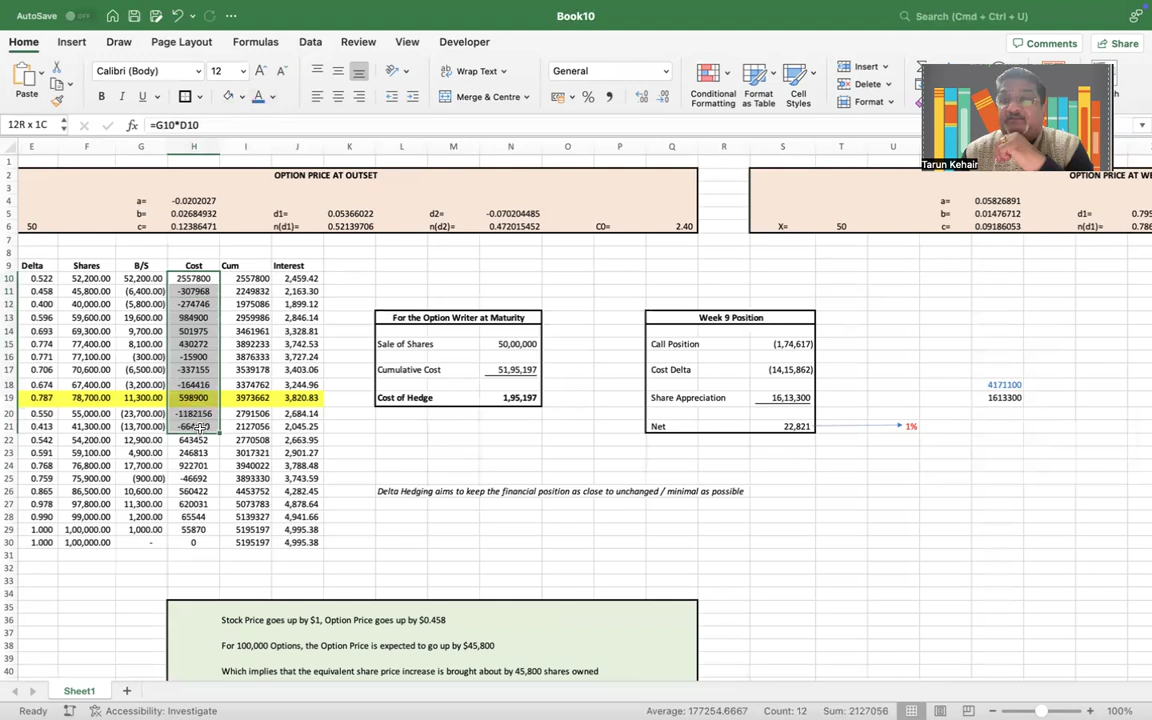 AutoSave OFF Book10 Search (Cmd + Ctrl + U)
Home Insert Draw Page Layout Formulas Data Review View Developer Comments Share
Paste Calibri (Body) 12 Wrap Text General Conditional Formatting Format as Table Cell Styles Insert
B I U Merge & Centre Delete
Format
12R x 1C fx =G10*D10 Tarun Kehair
E F G H I J K L M N O P Q R S T U
1
2 OPTION PRICE AT OUTSET OPTION PRICE AT WE
3
4 a= -0.0202027 a= 0.05826891
5 b= 0.02684932 d1= 0.05366022 d2= -0.070204485 b= 0.01476712 d1= 0.795
6 50 c= 0.12386471 n(d1)= 0.52139706 n(d2)= 0.472015452 C0= 2.40 X= 50 c= 0.09186053 n(d1)= 0.786
7
8
9 Delta Shares B/S Cost Cum Interest
10 0.522 52,200.00 52,200.00 2557800 2557800 2,459.42
11 0.458 45,800.00 (6,400.00) -307968 2249832 2,163.30
12 0.400 40,000.00 (5,800.00) -274746 1975086 1,899.12
13 0.596 59,600.00 19,600.00 984900 2959986 2,846.14 For the Option Writer at Maturity Week 9 Position
14 0.693 69,300.00 9,700.00 501975 3461961 3,328.81
15 0.774 77,400.00 8,100.00 430272 3892233 3,742.53 Sale of Shares 50,00,000 Call Position (1,74,617)
16 0.771 77,100.00 (300.00) -15900 3876333 3,727.24
17 0.706 70,600.00 (6,500.00) -337155 3539178 3,403.06 Cumulative Cost 51,95,197 Cost Delta (14,15,862)
18 0.674 67,400.00 (3,200.00) -164416 3374762 3,244.96 4171100
19 0.787 78,700.00 11,300.00 598900 3973662 3,820.83 Cost of Hedge 1,95,197 Share Appreciation 16,13,300 1613300
20 0.550 55,000.00 (23,700.00) -1182156 2791506 2,684.14
21 0.413 41,300.00 (13,700.00) 2127056 2,045.25 Net 22,821 1%
22 0.542 54,200.00 12,900.00 643452 2770508 2,663.95
23 0.591 59,100.00 4,900.00 246813 3017321 2,901.27
24 0.768 76,800.00 17,700.00 922701 3940022 3,788.48
25 0.759 75,900.00 (900.00) -46692 3893330 3,743.59
26 0.865 86,500.00 10,600.00 560422 4453752 4,282.45 Delta Hedging aims to keep the financial position as close to unchanged / minimal as possible
27 0.978 97,800.00 11,300.00 620031 5073783 4,878.64
28 0.990 99,000.00 1,200.00 65544 5139327 4,941.66
29 1.000 1,00,000.00 1,000.00 55870 5195197 4,995.38
30 1.000 1,00,000.00 - 0 5195197 4,995.38
31
32
33
34
35
36 Stock Price goes up by $1, Option Price goes up by $0.458
37
38 For 100,000 Options, the Option Price is expected to go up by $45,800
39
40 Which implies that the equivalent share price increase is brought about by 45,800 shares owned
Sheet1
Ready Accessibility: Investigate Average: 177254.6667 Count: 12 Sum: 2127056 100%